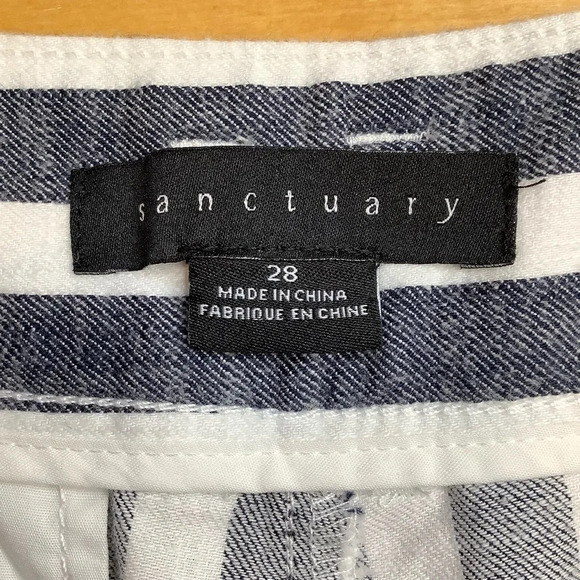 sanctuary
28
MADE IN CHINA
FABRIQUE EN CHINE